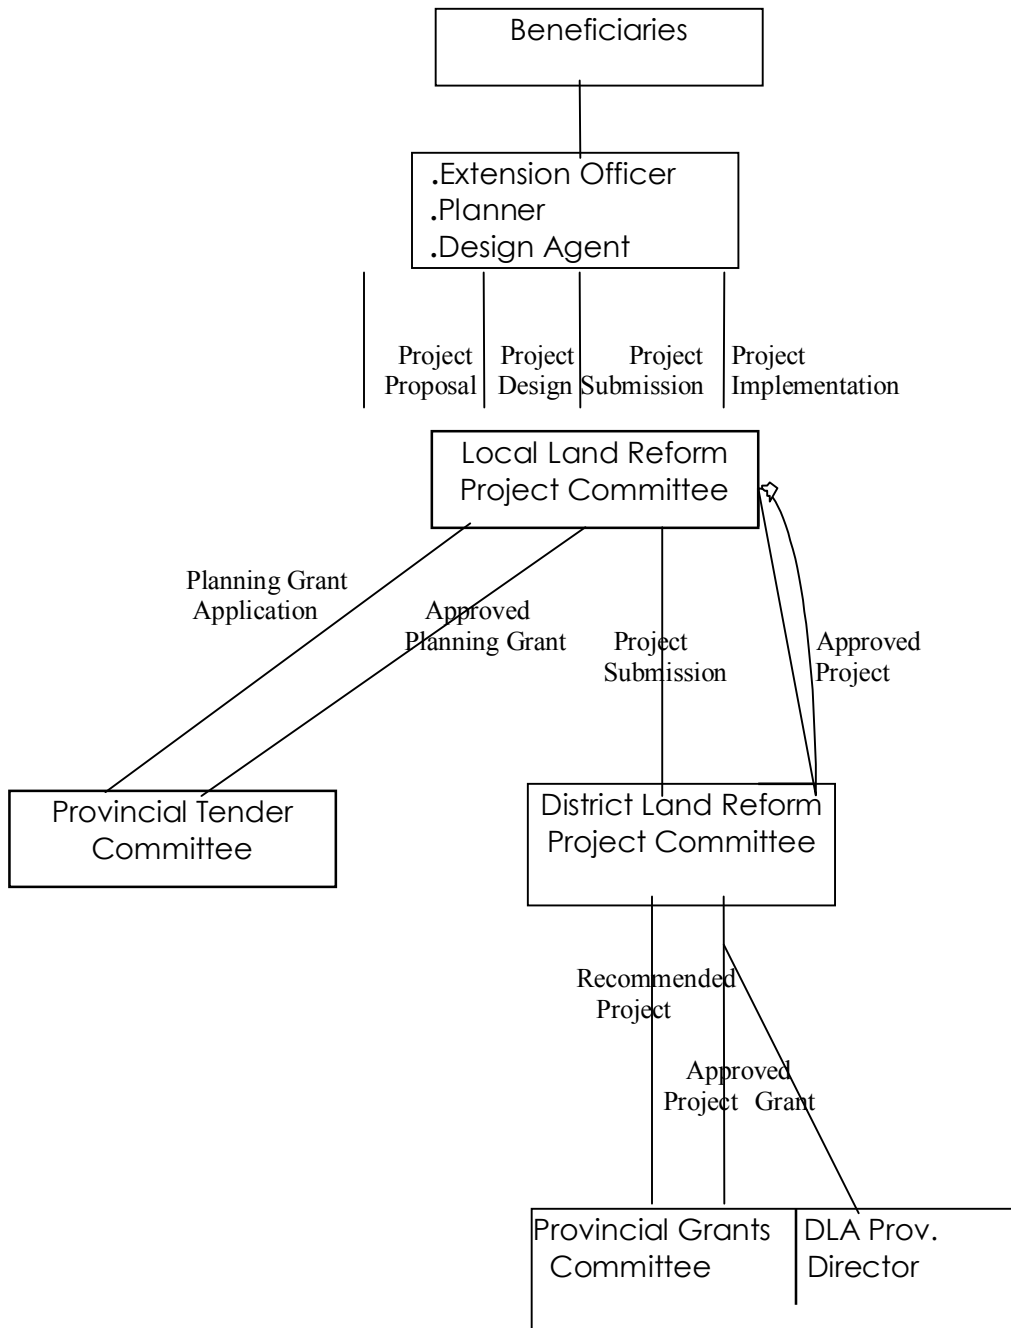 Beneficiaries
.Extension Officer
.Planner
.Design Agent
Project
Proposal
Project
Design
Project
Submission
Project
Implementation
Local Land Reform
Project Committee
Planning Grant
Application
Approved
Planning Grant
Project
Submission
Approved
Project
Provincial Tender
Committee
District Land Reform
Project Committee
Recommended
Project
Approved
Project Grant
Provincial Grants
Committee
DLA Prov.
Director